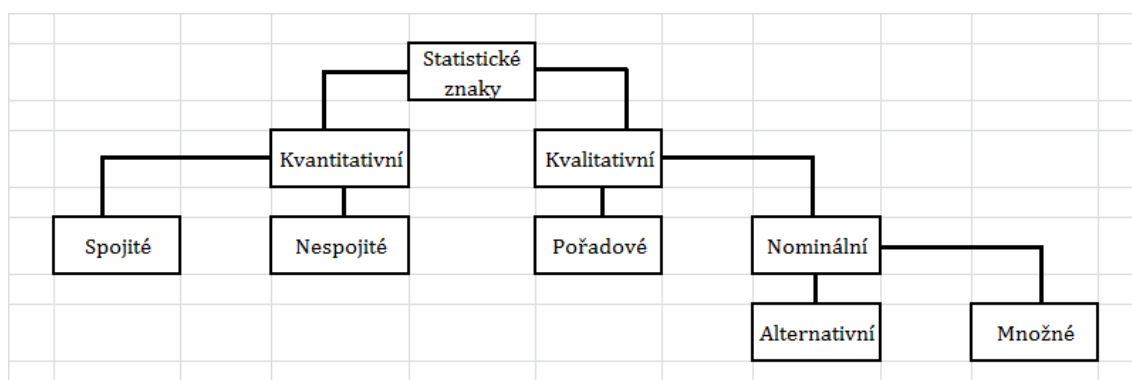 Statistické
znaky
Kvantitativní
Kvalitativní
Spojité
Nespojité
Pořadové
Nominální
Alternativní
Množné